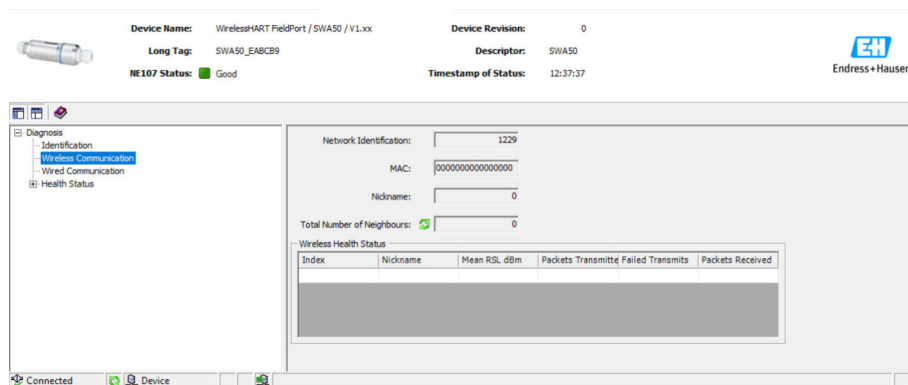 Device Name: WirelessHART FieldPort / SWA50 / V1.xx Device Revision: 0
Long Tag: SWA50_EABCB9 Descriptor: SWA50
NE107 Status: Good Timestamp of Status: 12:37:37
EH
Endress+Hauser
Diagnosis
Identification
Wireless Communication
Wired Communication
Health Status
Network Identification: 1229
MAC: 0000000000000000
Nickname: 0
Total Number of Neighbours: 0
Wireless Health Status
Index Nickname Mean RSL dBm Packets Transmitte Failed Transmits Packets Received
Connected Device